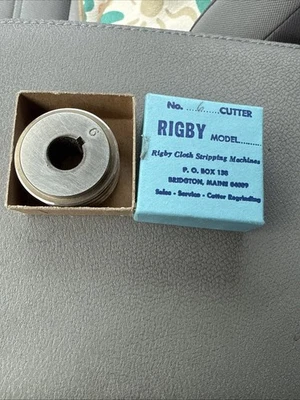 No. ...6...... CUTTER
RIGBY MODEL..........
Rigby Cloth Stripping Machines
P. O. BOX 158
BRIDGTON, MAINE 04009
Sales - Service - Cutter Regrinding
6